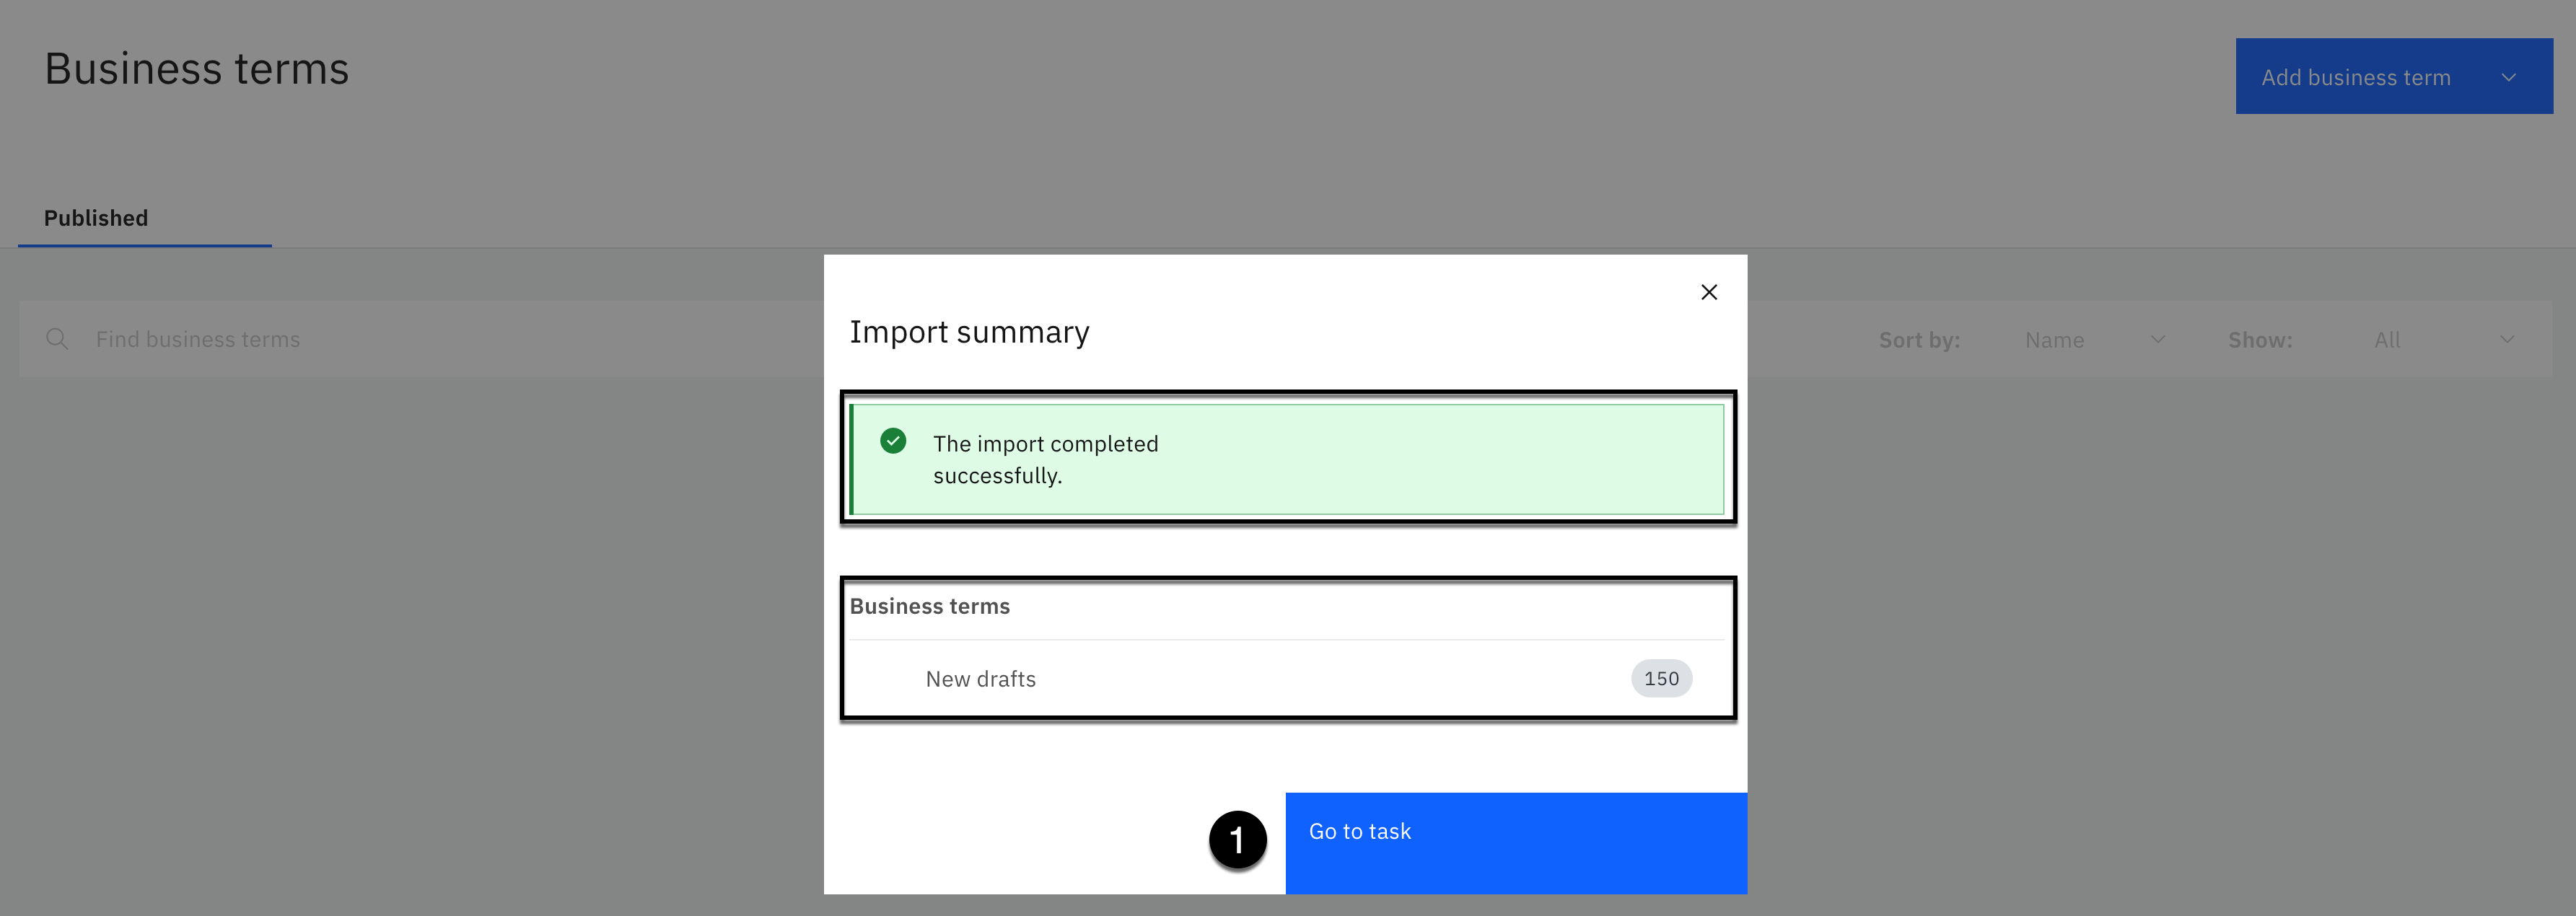 Business terms
Add business term
Published
Find business terms
Sort by: Name Show: All
Import summary
The import completed
successfully.
Business terms
New drafts 150
1 Go to task